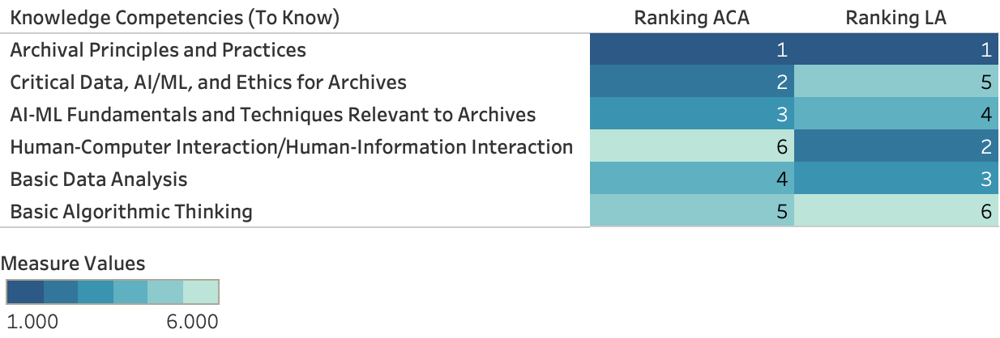 Knowledge Competencies (To Know) Ranking ACA Ranking LA
Archival Principles and Practices 1 1
Critical Data, AI/ML, and Ethics for Archives 2 5
AI-ML Fundamentals and Techniques Relevant to Archives 3 4
Human-Computer Interaction/Human-Information Interaction 6 2
Basic Data Analysis 4 3
Basic Algorithmic Thinking 5 6
Measure Values
1.000 6.000